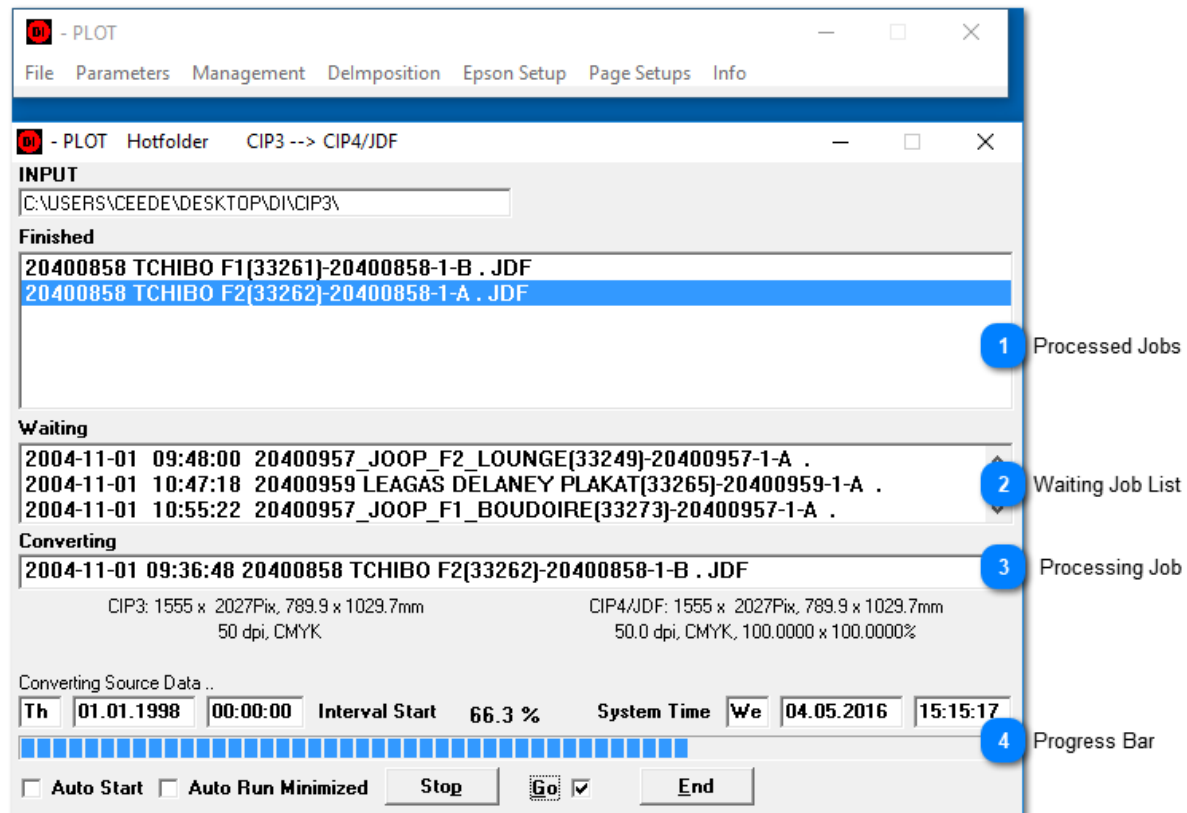 DI - PLOT
File Parameters Management DeImposition Epson Setup Page Setups Info
DI - PLOT Hotfolder CIP3 --> CIP4/JDF
INPUT
C:\USERS\CEEDE\DESKTOP\DI\CIP3\
Finished
20400858 TCHIBO F1(33261)-20400858-1-B . JDF
20400858 TCHIBO F2(33262)-20400858-1-A . JDF
1 Processed Jobs
Waiting
2004-11-01 09:48:00 20400957_JOOP_F2_LOUNGE(33249)-20400957-1-A .
2004-11-01 10:47:18 20400959 LEAGAS DELANEY PLAKAT(33265)-20400959-1-A .
2 Waiting Job List
2004-11-01 10:55:22 20400957_JOOP_F1_BOUDOIRE(33273)-20400957-1-A .
Converting
2004-11-01 09:36:48 20400858 TCHIBO F2(33262)-20400858-1-B . JDF
3 Processing Job
CIP3: 1555 x 2027Pix, 789.9 x 1029.7mm CIP4/JDF: 1555 x 2027Pix, 789.9 x 1029.7mm
50 dpi, CMYK 50.0 dpi, CMYK, 100.0000 x 100.0000%
Converting Source Data ..
Th 01.01.1998 00:00:00 Interval Start 66.3 % System Time We 04.05.2016 15:15:17
4 Progress Bar
Auto Start Auto Run Minimized Stop Go End